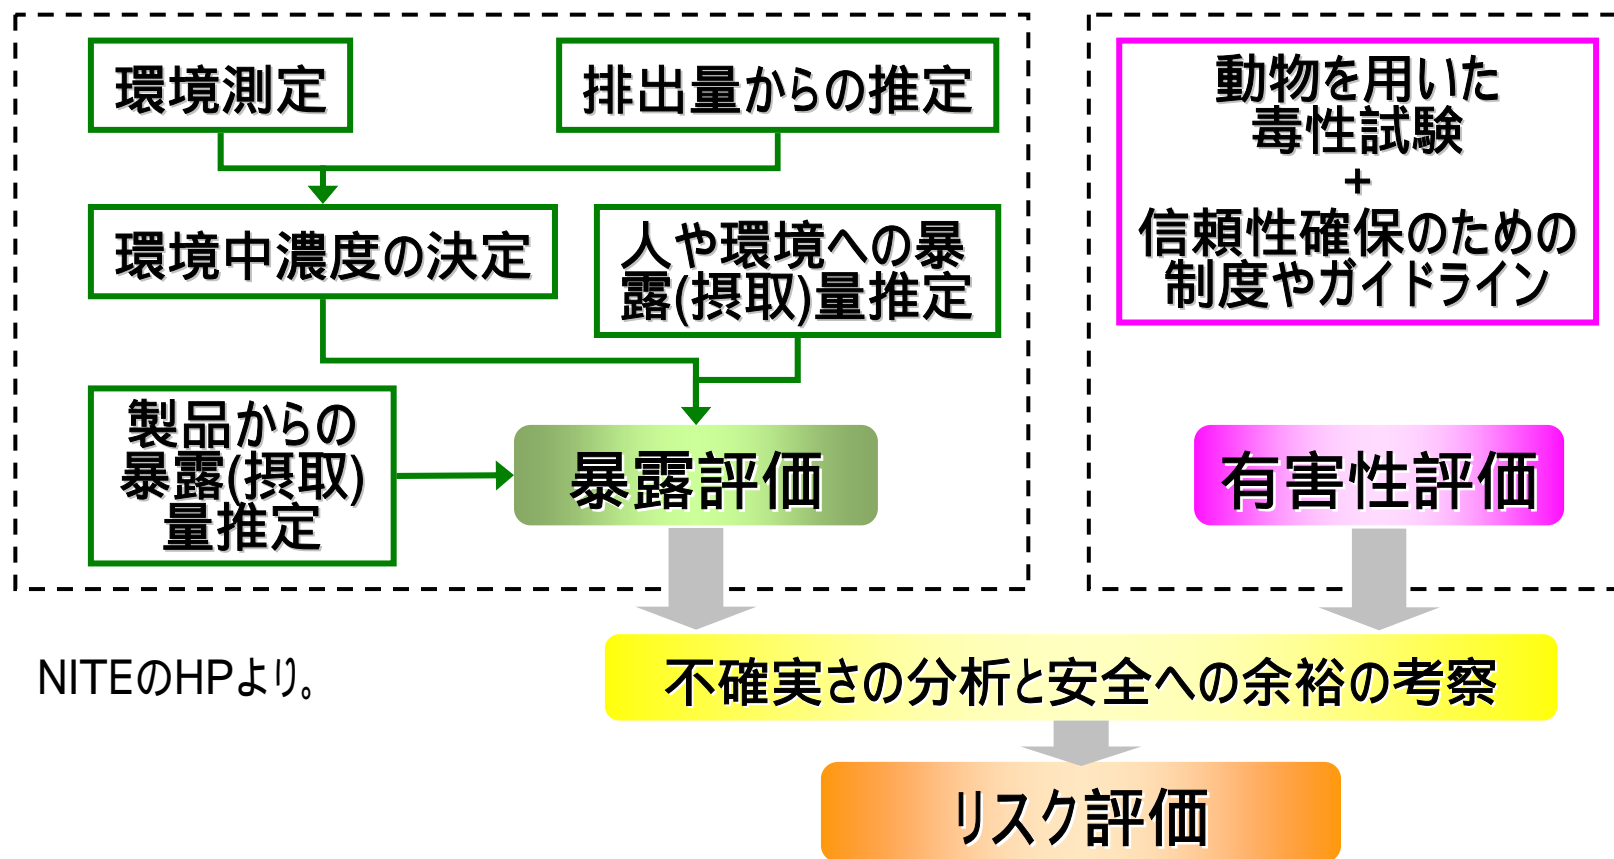 環境測定
排出量からの推定
環境中濃度の決定
人や環境への暴
露(摂取)量推定
製品からの
暴露(摂取)
量推定
暴露評価
動物を用いた
毒性試験
+
信頼性確保のための
制度やガイドライン
有害性評価
NITEのHPより。
不確実さの分析と安全への余裕の考察
リスク評価